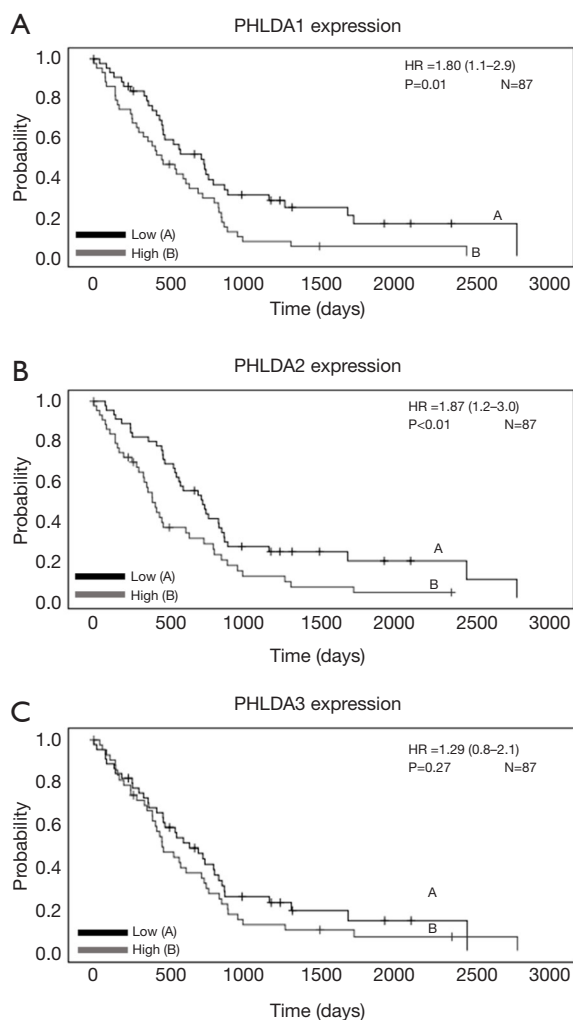 A
PHLDA1 expression
HR =1.80 (1.1–2.9)
P=0.01 N=87
Probability
1.0
0.8
0.6
0.4
0.2
0.0
A
B
Low (A)
High (B)
0 500 1000 1500 2000 2500 3000
Time (days)
B
PHLDA2 expression
HR =1.87 (1.2–3.0)
P<0.01 N=87
Probability
1.0
0.8
0.6
0.4
0.2
0.0
A
B
Low (A)
High (B)
0 500 1000 1500 2000 2500 3000
Time (days)
C
PHLDA3 expression
HR =1.29 (0.8–2.1)
P=0.27 N=87
Probability
1.0
0.8
0.6
0.4
0.2
0.0
A
B
Low (A)
High (B)
0 500 1000 1500 2000 2500 3000
Time (days)